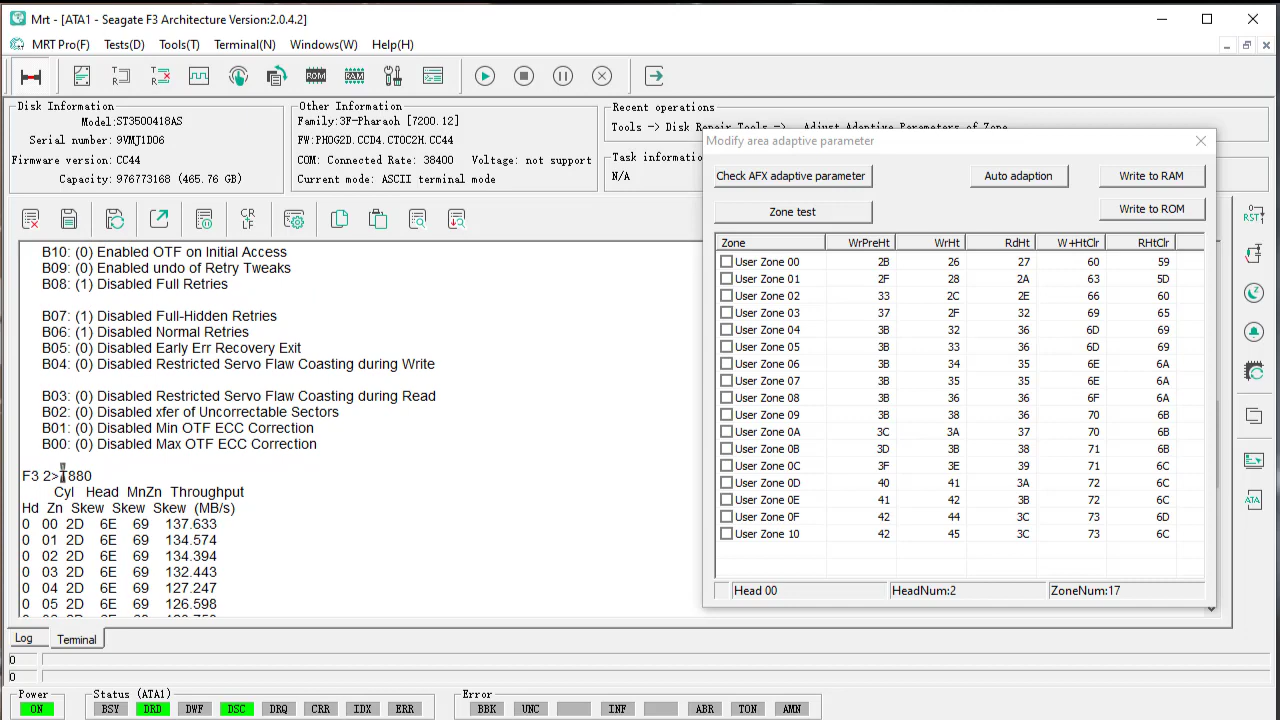 Mrt - [ATA1 - Seagate F3 Architecture Version:2.0.4.2]
MRT Pro(F) Tests(D) Tools(T) Terminal(N) Windows(W) Help(H)
ROM RAM
Disk Information
Model:ST3500418AS
Serial number: 9VMJ1D06
Firmware version: CC44
Capacity: 976773168 (465.76 GB)
Other Information
Family:3F-Pharaoh [7200.12]
FW:PH0G2D.CCD4.CT0C2H.CC44
COM: Connected Rate: 38400 Voltage: not support
Current mode: ASCII terminal mode
Recent operations
Tools -> Disk Repair Tools -> Adjust Adaptive Parameters of Zone
Task information
N/A
CR
LF
B10: (0) Enabled OTF on Initial Access
B09: (0) Enabled undo of Retry Tweaks
B08: (1) Disabled Full Retries
B07: (1) Disabled Full-Hidden Retries
B06: (1) Disabled Normal Retries
B05: (0) Disabled Early Err Recovery Exit
B04: (0) Disabled Restricted Servo Flaw Coasting during Write
B03: (0) Disabled Restricted Servo Flaw Coasting during Read
B02: (0) Disabled xfer of Uncorrectable Sectors
B01: (0) Disabled Min OTF ECC Correction
B00: (0) Disabled Max OTF ECC Correction
F3 2>T880
Cyl Head MnZn Throughput
Hd Zn Skew Skew Skew (MB/s)
0 00 2D 6E 69 137.633
0 01 2D 6E 69 134.574
0 02 2D 6E 69 134.394
0 03 2D 6E 69 132.443
0 04 2D 6E 69 127.247
0 05 2D 6E 69 126.598
Modify area adaptive parameter
Check AFX adaptive parameter Auto adaption Write to RAM
Zone test Write to ROM
Zone WrPreHt WrHt RdHt W+HtClr RHtClr
User Zone 00 2B 26 27 60 59
User Zone 01 2F 28 2A 63 5D
User Zone 02 33 2C 2E 66 60
User Zone 03 37 2F 32 69 65
User Zone 04 3B 32 36 6D 69
User Zone 05 3B 33 36 6D 69
User Zone 06 3B 34 35 6E 6A
User Zone 07 3B 35 35 6E 6A
User Zone 08 3B 36 36 6F 6A
User Zone 09 3B 38 36 70 6B
User Zone 0A 3C 3A 37 70 6B
User Zone 0B 3D 3B 38 71 6B
User Zone 0C 3F 3E 39 71 6C
User Zone 0D 40 41 3A 72 6C
User Zone 0E 41 42 3B 72 6C
User Zone 0F 42 44 3C 73 6D
User Zone 10 42 45 3C 73 6C
Head 00 HeadNum:2 ZoneNum:17
RST
ATA
Log Terminal
0
0
Power
ON
Status (ATA1)
BSY DRD DWF DSC DRQ CRR IDX ERR
Error
BBK UNC INF ABR TON AMN